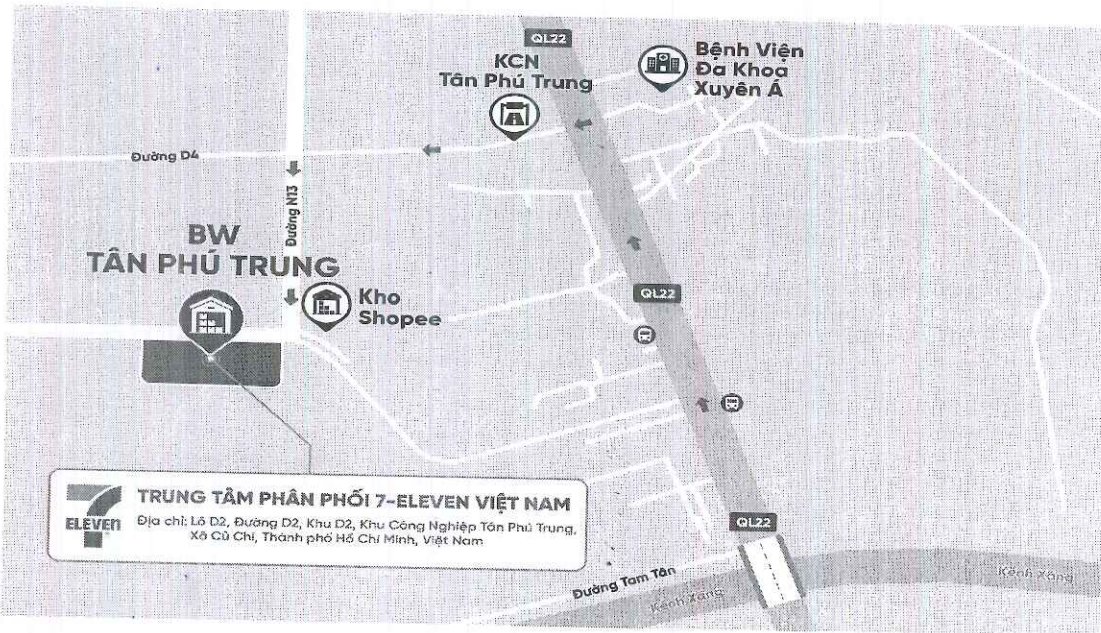 QL22
KCN
Tân Phú Trung
Bệnh Viện
Đa Khoa
Xuyên Á
Đường D4
Đường N13
BW
TÂN PHÚ TRUNG
Kho
Shopee
QL22
7
ELEVEN
TRUNG TÂM PHÂN PHỐI 7-ELEVEN VIỆT NAM
Địa chỉ: Lô D2, Đường D2, Khu D2, Khu Công Nghiệp Tân Phú Trung,
Xã Củ Chi, Thành phố Hồ Chí Minh, Việt Nam
QL22
Đường Tam Tân
Kênh Xáng
Kênh Xáng